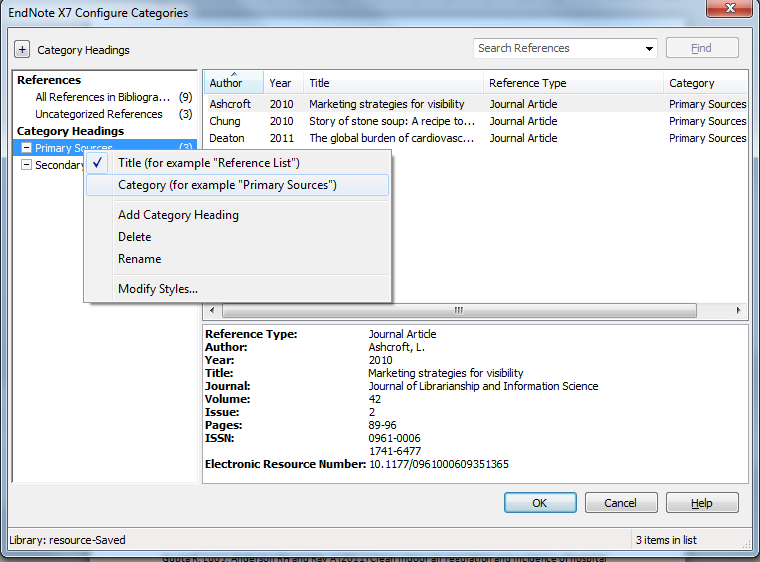 EndNote X7 Configure Categories
+ Category Headings
Search References
Find
References
All References in Bibliogra... (9)
Uncategorized References (3)
Category Headings
Primary Sources (3)
Secondary
Title (for example "Reference List")
Category (for example "Primary Sources")
Add Category Heading
Delete
Rename
Modify Styles...
Author Year Title Reference Type Category
Ashcroft 2010 Marketing strategies for visibility Journal Article Primary Sources
Chung 2010 Story of stone soup: A recipe to... Journal Article Primary Sources
Deaton 2011 The global burden of cardiovasc... Journal Article Primary Sources
Reference Type: Journal Article
Author: Ashcroft, L.
Year: 2010
Title: Marketing strategies for visibility
Journal: Journal of Librarianship and Information Science
Volume: 42
Issue: 2
Pages: 89-96
ISSN: 0961-0006
1741-6477
Electronic Resource Number: 10.1177/0961000609351365
OK Cancel Help
Library: resource-Saved
3 items in list